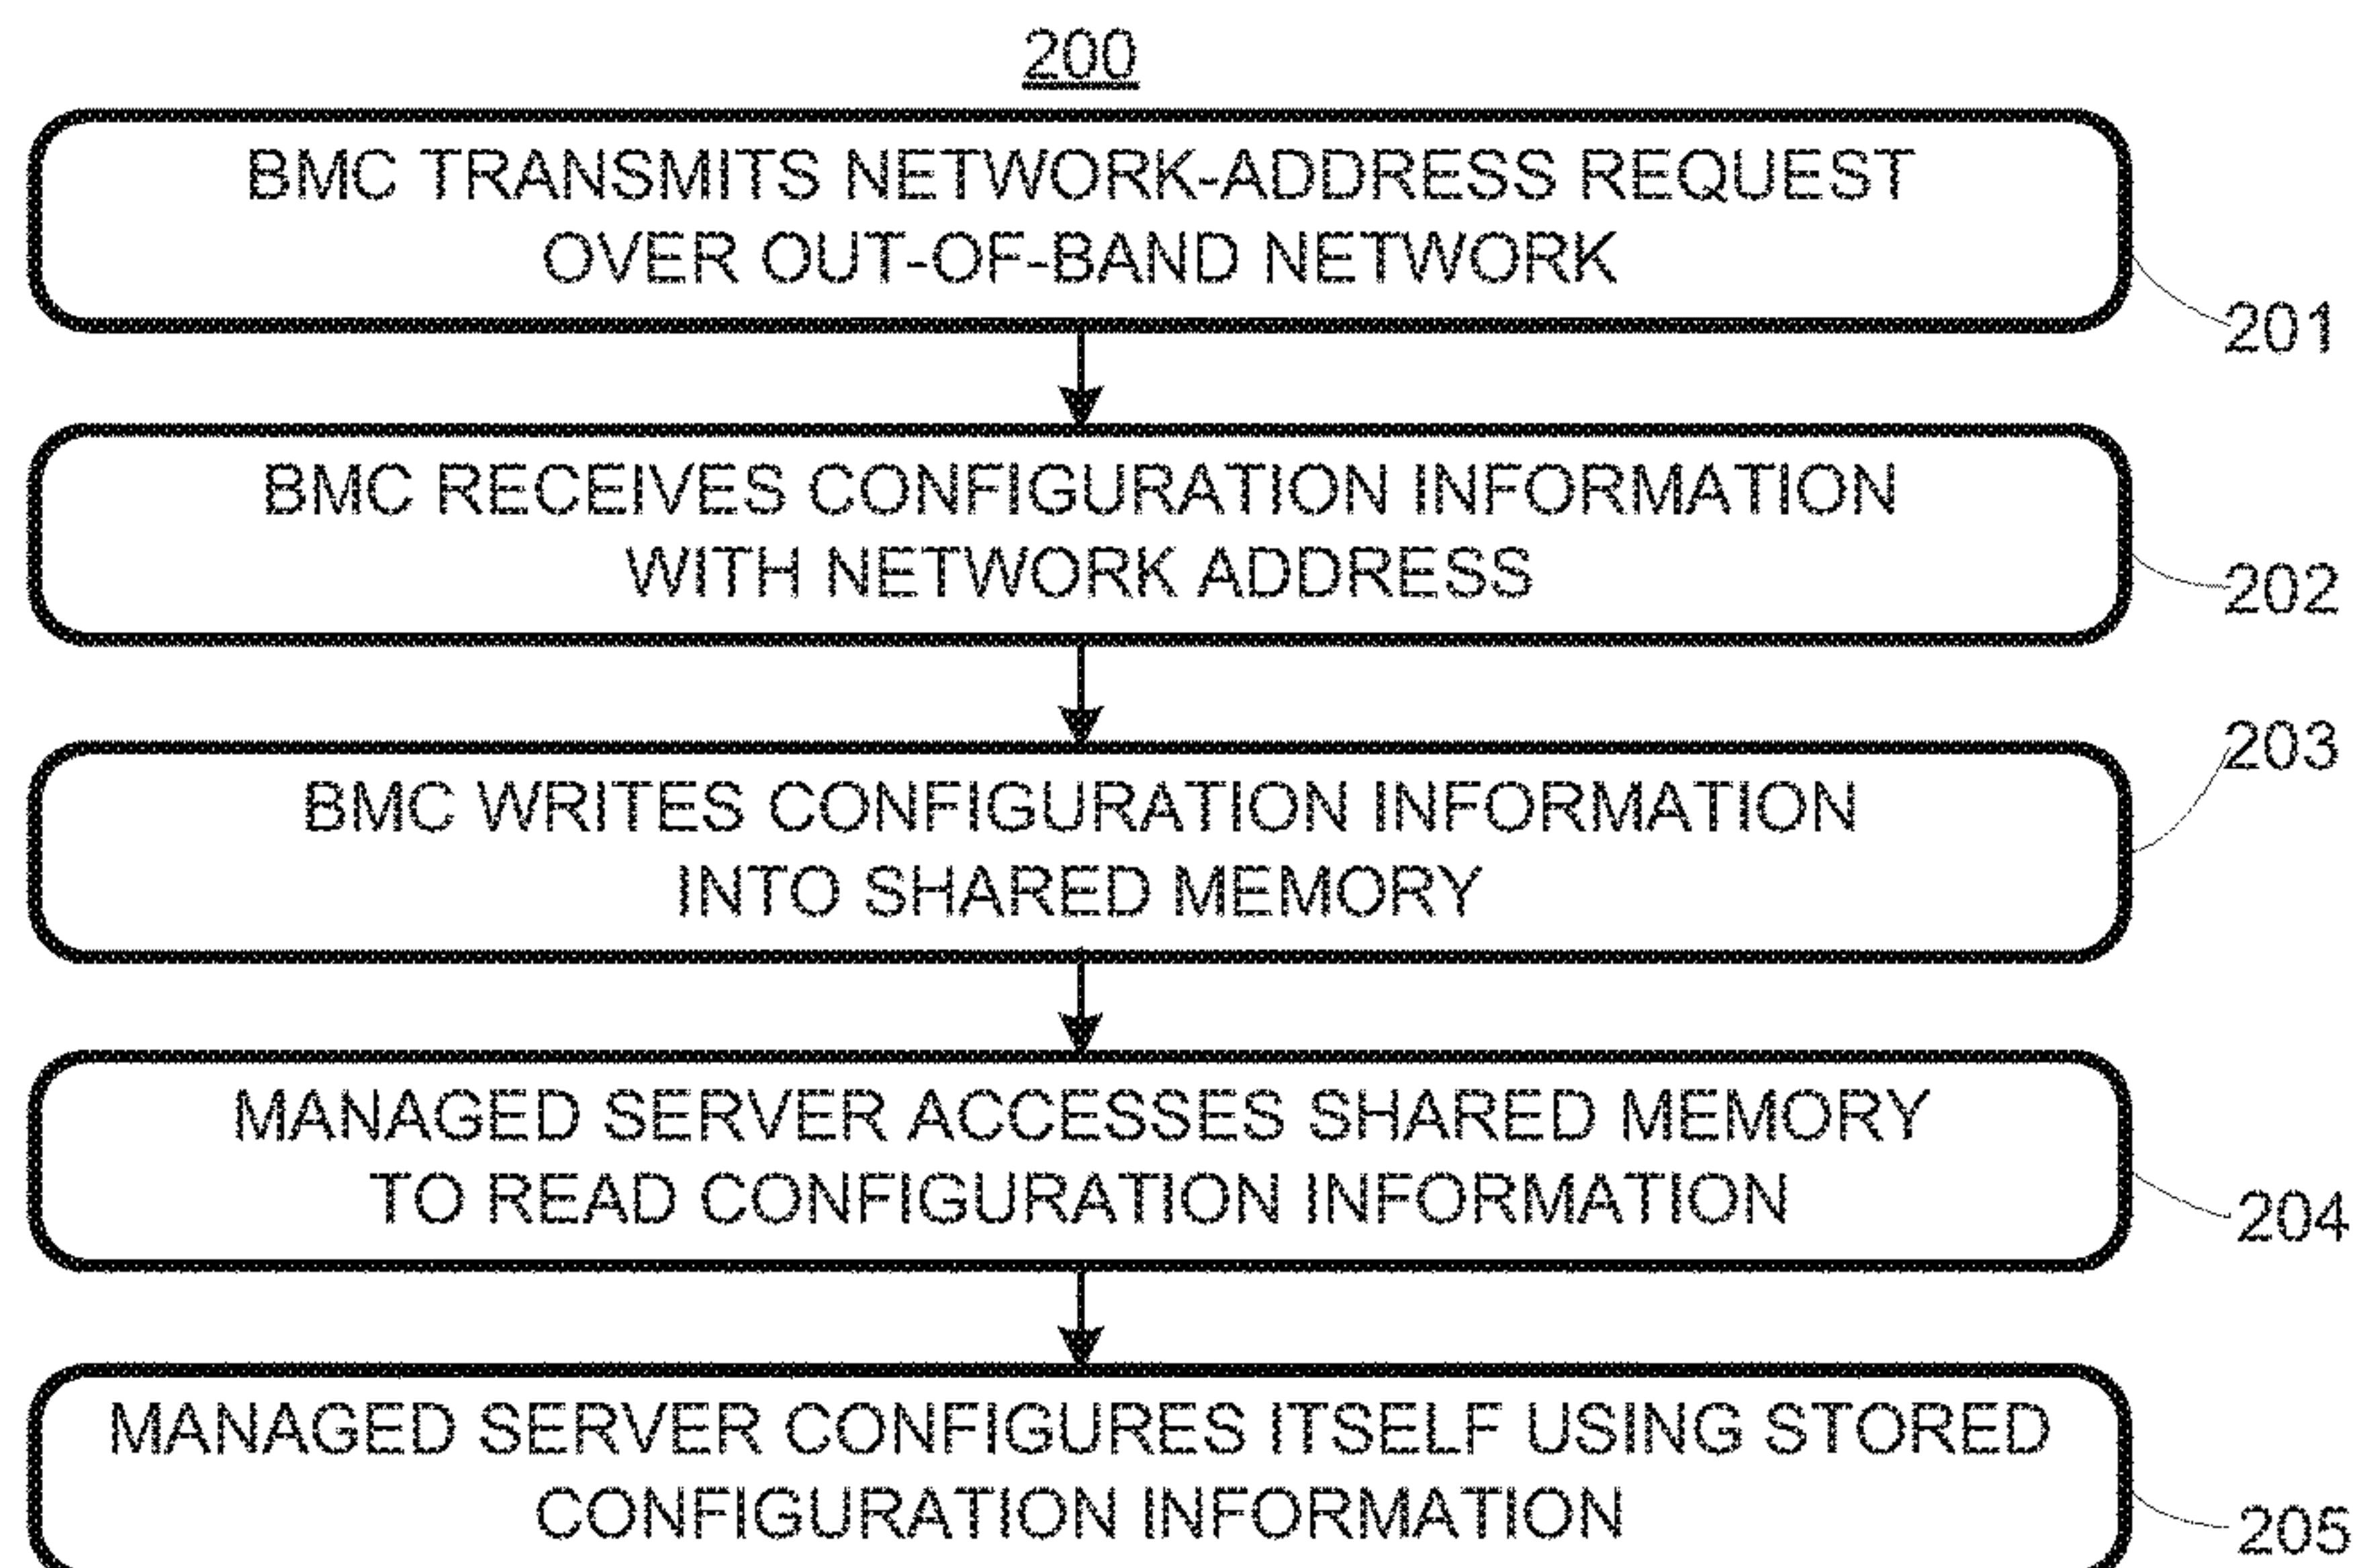 200
BMC TRANSMITS NETWORK-ADDRESS REQUEST
OVER OUT-OF-BAND NETWORK
201
BMC RECEIVES CONFIGURATION INFORMATION
WITH NETWORK ADDRESS
202
203
BMC WRITES CONFIGURATION INFORMATION
INTO SHARED MEMORY
MANAGED SERVER ACCESSES SHARED MEMORY
TO READ CONFIGURATION INFORMATION
204
MANAGED SERVER CONFIGURES ITSELF USING STORED
CONFIGURATION INFORMATION
205